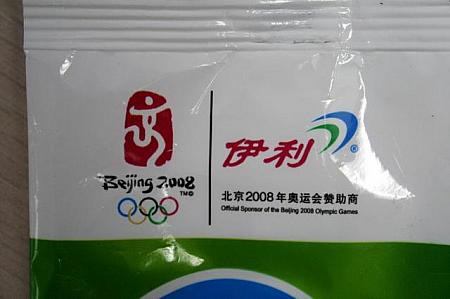 Beijing 2008
TM©
伊利®
北京2008年奥运会赞助商
Official Sponsor of the Beijing 2008 Olympic Games